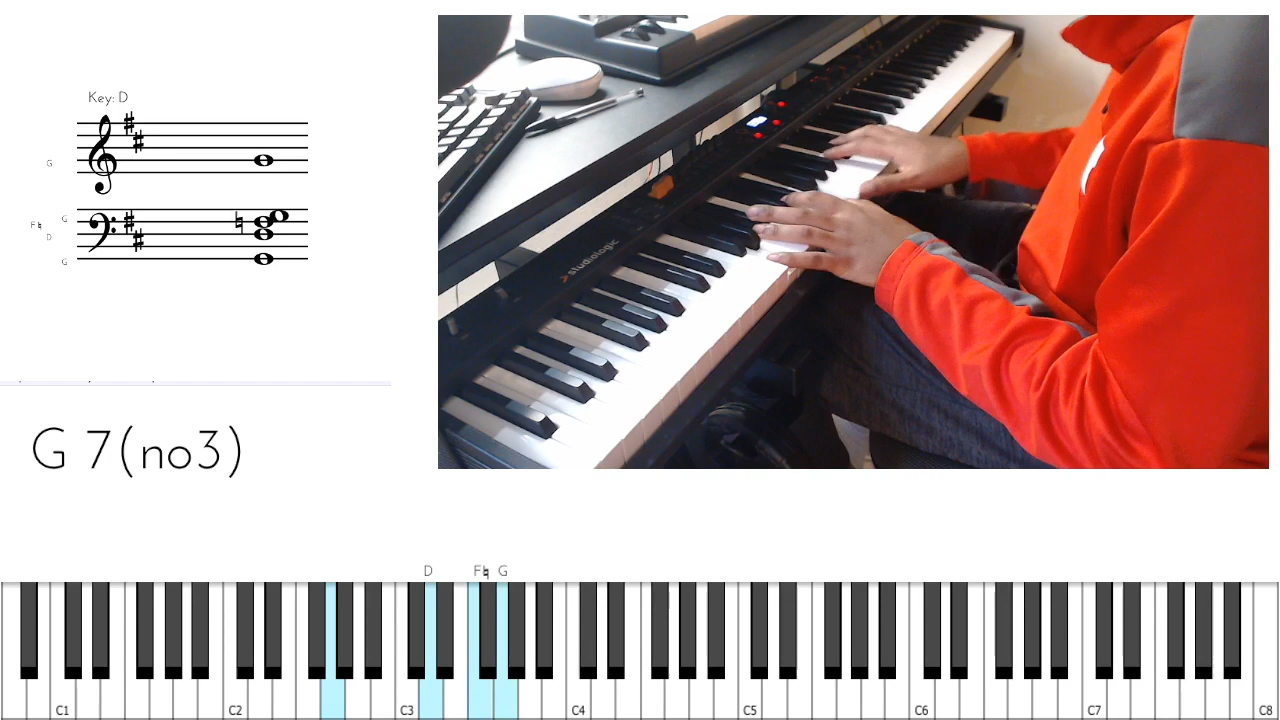 Key: D
G
G
F♮
D
G
G 7(no3)
studiologic
D F♮ G
C1 C2 C3 C4 C5 C6 C7 C8